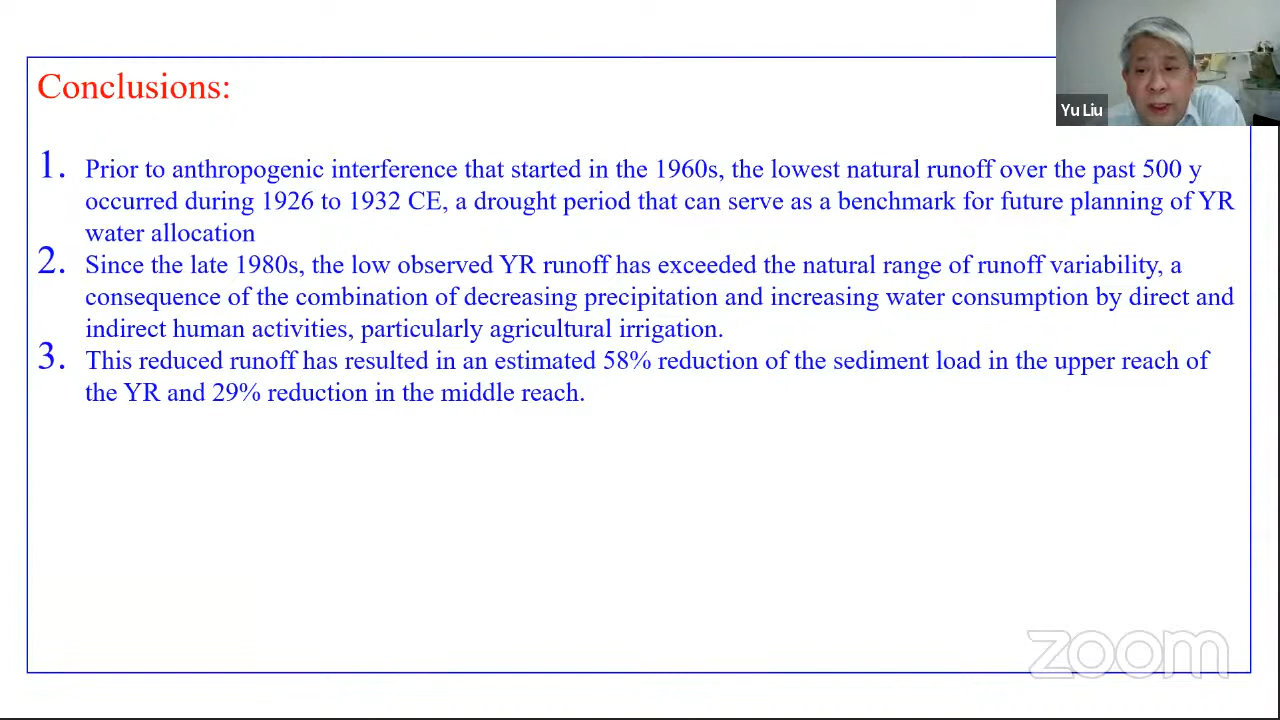 Conclusions:
Yu Liu
1. Prior to anthropogenic interference that started in the 1960s, the lowest natural runoff over the past 500 y
occurred during 1926 to 1932 CE, a drought period that can serve as a benchmark for future planning of YR
water allocation
2. Since the late 1980s, the low observed YR runoff has exceeded the natural range of runoff variability, a
consequence of the combination of decreasing precipitation and increasing water consumption by direct and
indirect human activities, particularly agricultural irrigation.
3. This reduced runoff has resulted in an estimated 58% reduction of the sediment load in the upper reach of
the YR and 29% reduction in the middle reach.
zoom